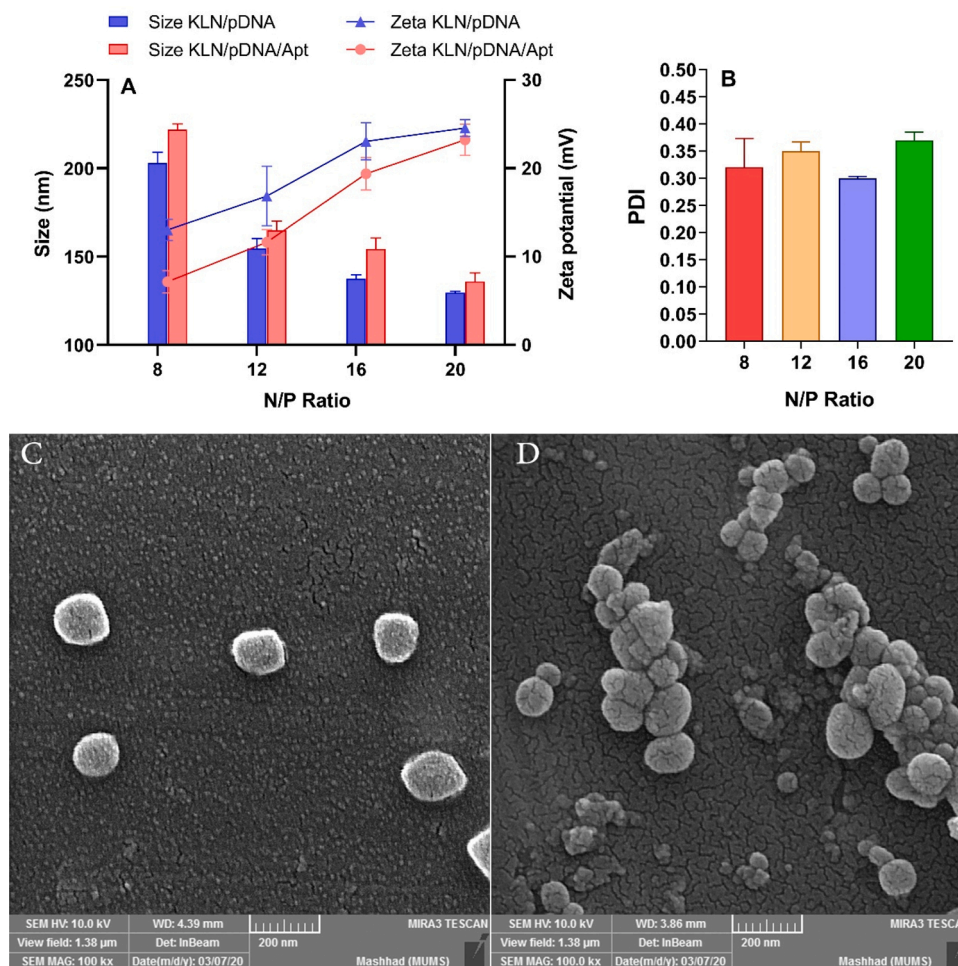 Size KLN/pDNA
Zeta KLN/pDNA
Size KLN/pDNA/Apt
Zeta KLN/pDNA/Apt
A
250
200
150
100
Size (nm)
30
20
10
0
Zeta potantial (mV)
8
12
16
20
N/P Ratio
B
0.50
0.45
0.40
0.35
0.30
0.25
0.20
0.15
0.10
0.05
0.00
PDI
8
12
16
20
N/P Ratio
C
SEM HV: 10.0 kV
WD: 4.39 mm
MIRA3 TESCAN
View field: 1.38 µm
Det: InBeam
200 nm
SEM MAG: 100 kx
Date(m/d/y): 03/07/20
Mashhad (MUMS)
D
SEM HV: 10.0 kV
WD: 3.86 mm
MIRA3 TESCAN
View field: 1.38 µm
Det: InBeam
200 nm
SEM MAG: 100.0 kx
Date(m/d/y): 03/07/20
Mashhad (MUMS)